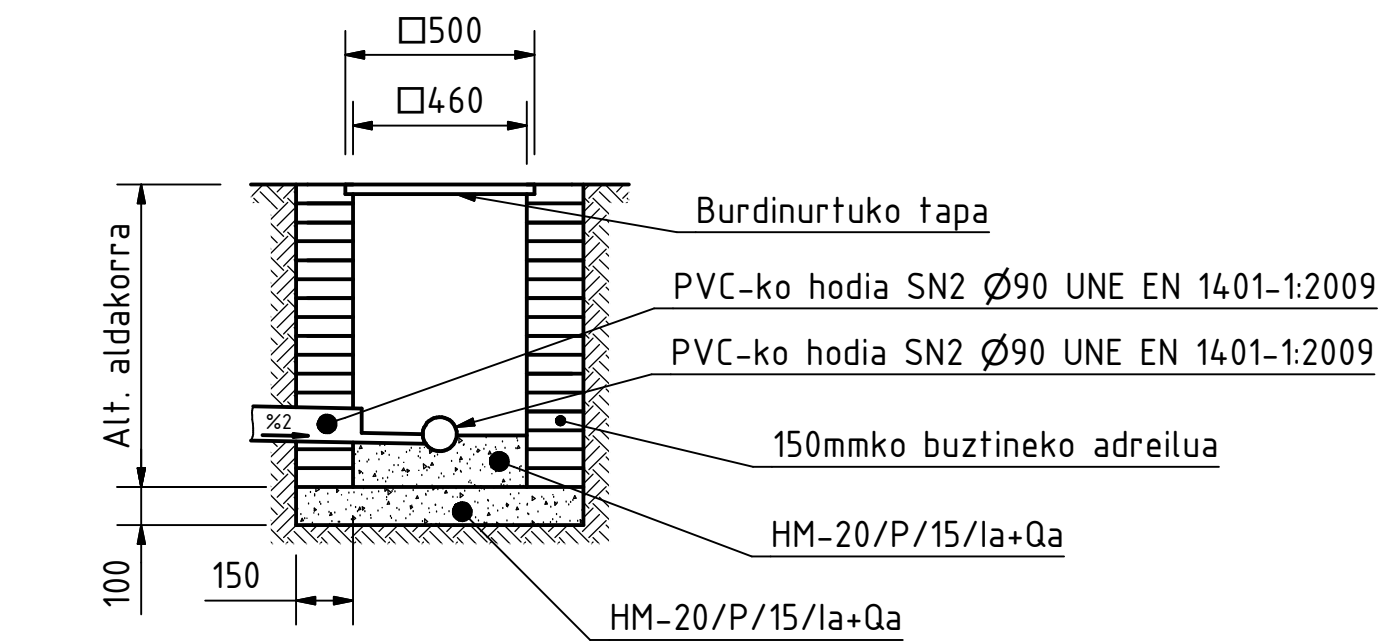 □500
□460
Burdinurtuko tapa
PVC-ko hodia SN2 Ø90 UNE EN 1401-1:2009
PVC-ko hodia SN2 Ø90 UNE EN 1401-1:2009
Alt. aldakorra
%2
150mmko buztineko adreilua
HM-20/P/15/Ia+Qa
100
150
HM-20/P/15/Ia+Qa